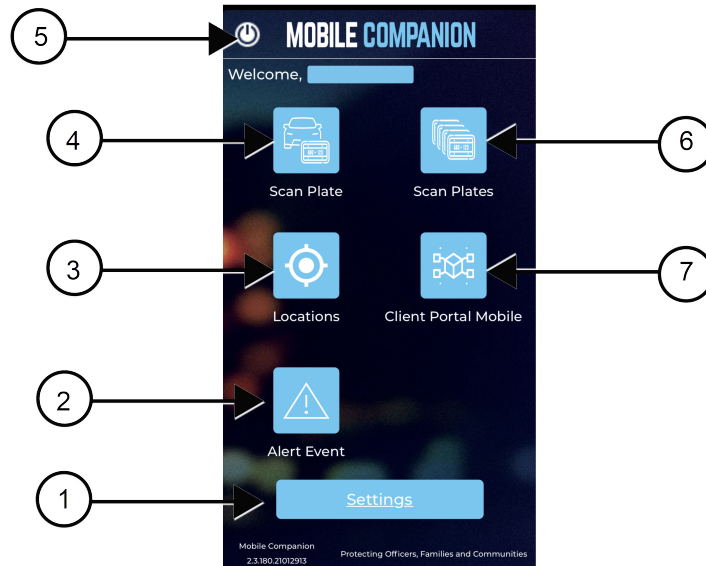 5
MOBILE COMPANION
Welcome,
4
6
Scan Plate
Scan Plates
3
7
Locations
Client Portal Mobile
2
Alert Event
1
Settings
Mobile Companion
2.3.180.21012913
Protecting Officers, Families and Communities